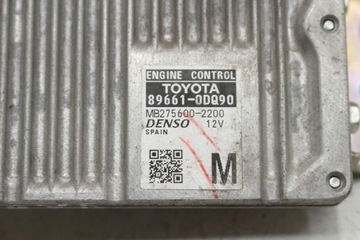 ENGINE CONTROL
TOYOTA
89661-0DQ90
MB275600-2200
DENSO 12V
SPAIN
M